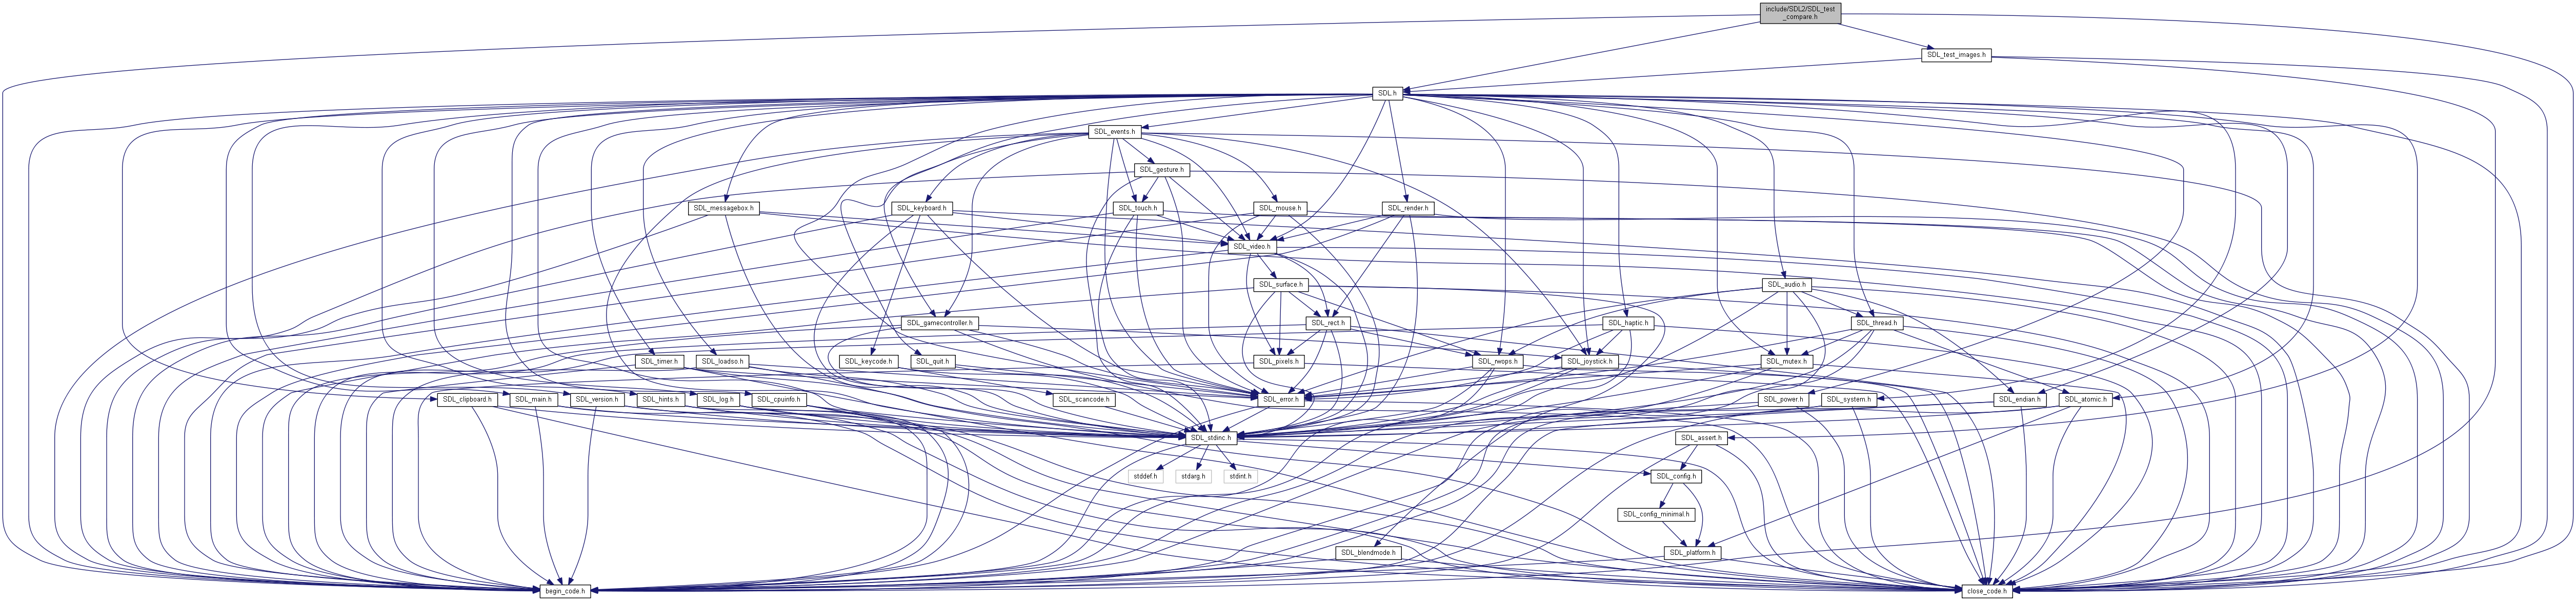 include/SDL2/SDL_test
_compare.h
SDL_test_images.h
SDL.h
SDL_events.h
SDL_gesture.h
SDL_messagebox.h
SDL_keyboard.h
SDL_touch.h
SDL_mouse.h
SDL_render.h
SDL_video.h
SDL_surface.h
SDL_audio.h
SDL_gamecontroller.h
SDL_rect.h
SDL_haptic.h
SDL_thread.h
SDL_timer.h
SDL_loadso.h
SDL_keycode.h
SDL_quit.h
SDL_pixels.h
SDL_rwops.h
SDL_joystick.h
SDL_mutex.h
SDL_clipboard.h
SDL_main.h
SDL_version.h
SDL_hints.h
SDL_log.h
SDL_cpuinfo.h
SDL_scancode.h
SDL_error.h
SDL_power.h
SDL_system.h
SDL_endian.h
SDL_atomic.h
SDL_stdinc.h
SDL_assert.h
stddef.h
stdarg.h
stdint.h
SDL_config.h
SDL_config_minimal.h
SDL_blendmode.h
SDL_platform.h
begin_code.h
close_code.h